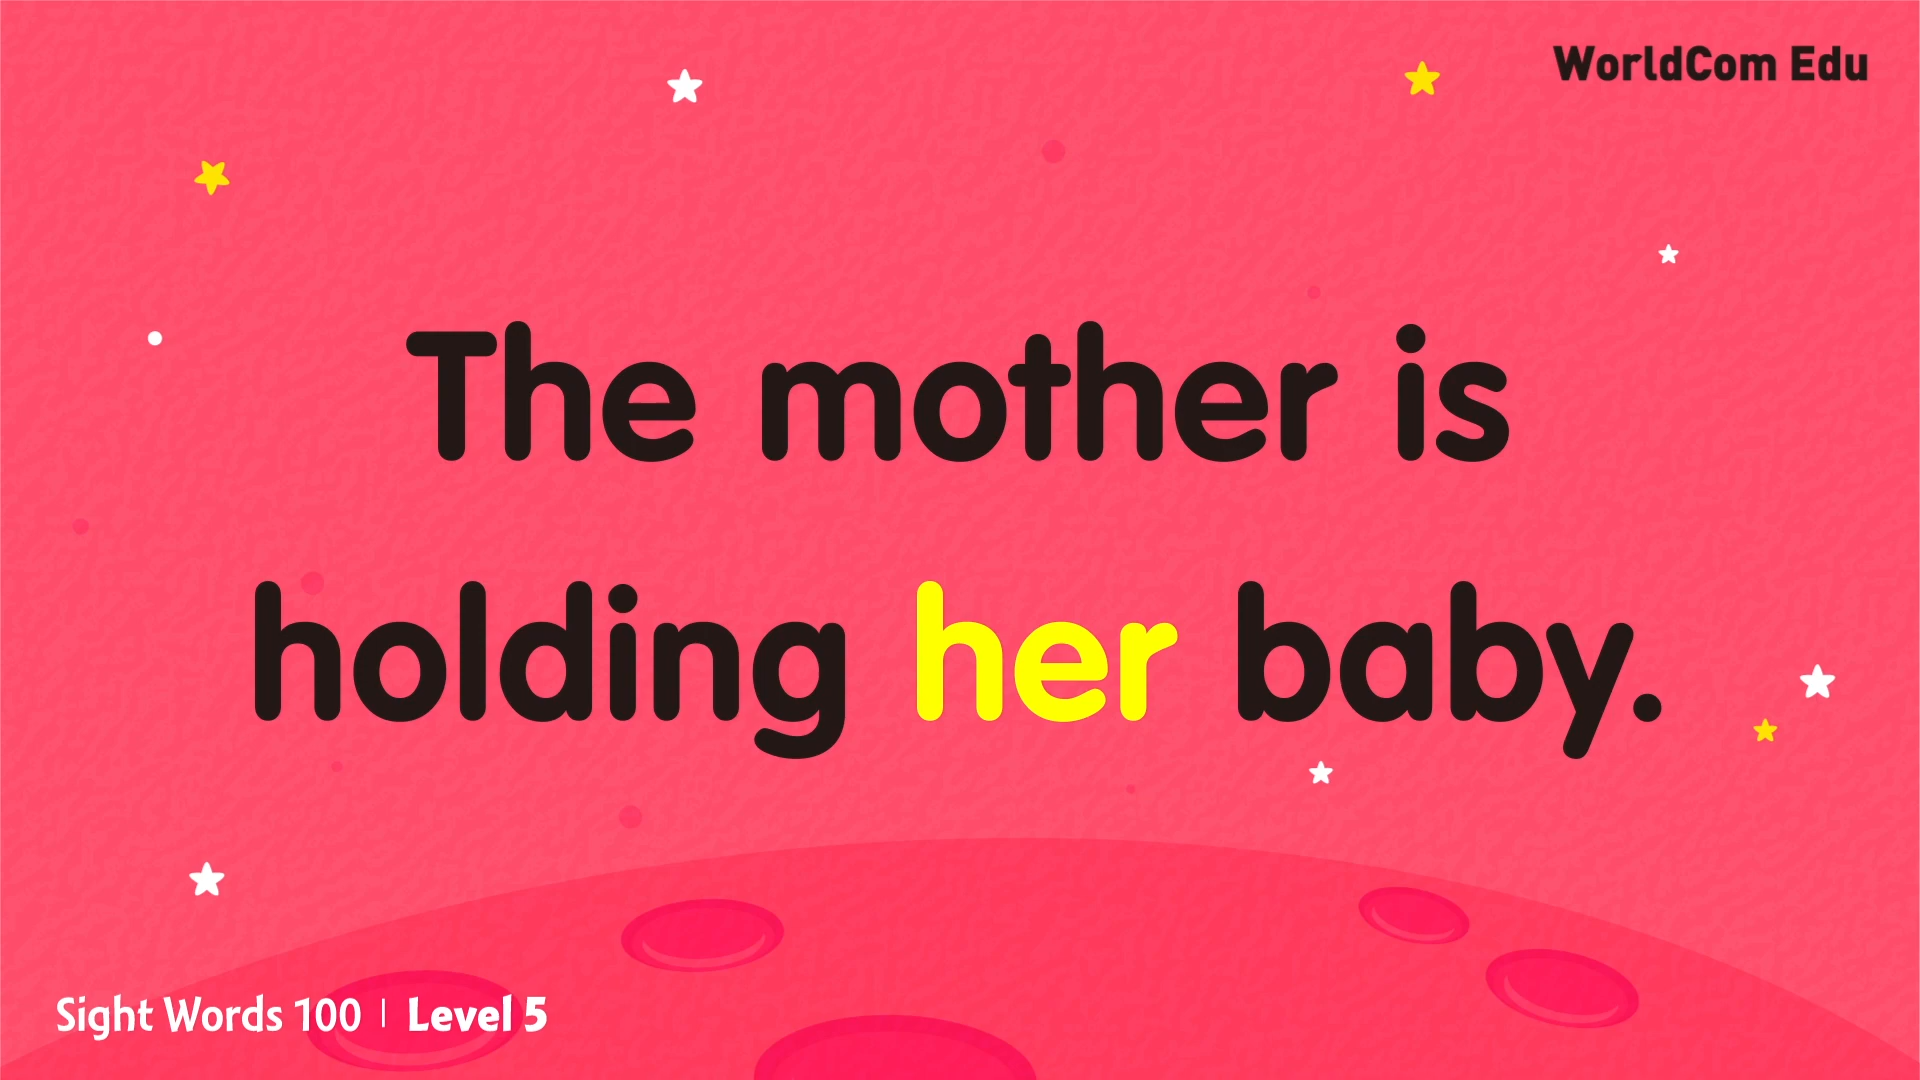 WorldCom Edu
The mother is
holding her baby.
Sight Words 100 | Level 5